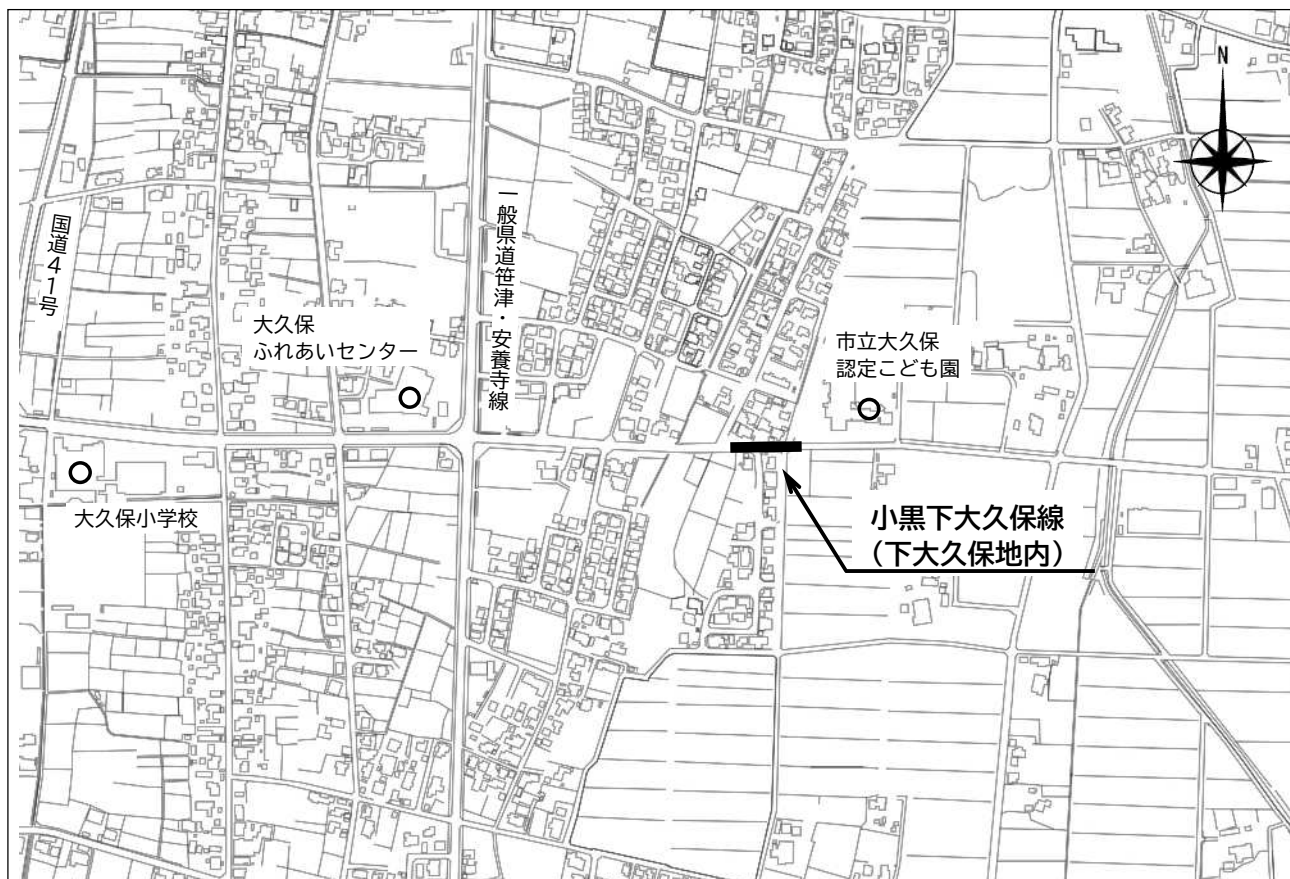 N
国道41号
一般県道笹津・安養寺線
大久保
ふれあいセンター
市立大久保
認定こども園
大久保小学校
小黒下大久保線
(下大久保地内)